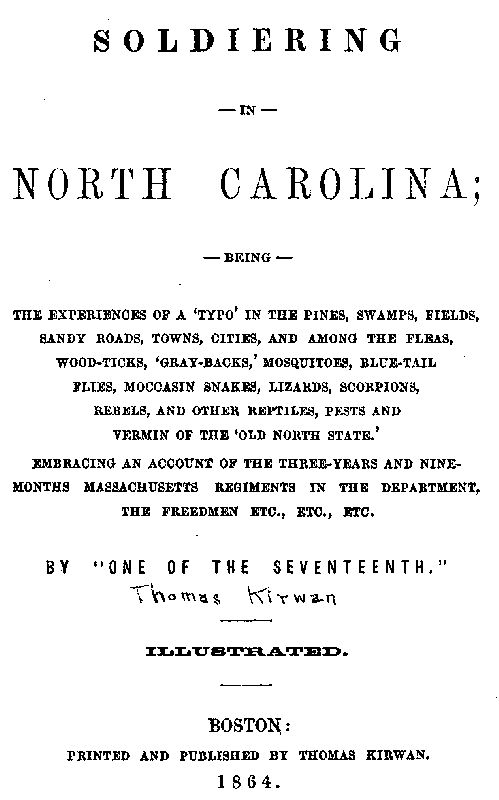 SOLDIERING
— IN —
NORTH CAROLINA;
— BEING —
THE EXPERIENCES OF A 'TYPO' IN THE PINES, SWAMPS, FIELDS,
SANDY ROADS, TOWNS, CITIES, AND AMONG THE FLEAS,
WOOD-TICKS, 'GRAY-BACKS,' MOSQUITOES, BLUE-TAIL
FLIES, MOCCASIN SNAKES, LIZARDS, SCORPIONS,
REBELS, AND OTHER REPTILES, PESTS AND
VERMIN OF THE 'OLD NORTH STATE.'
EMBRACING AN ACCOUNT OF THE THREE-YEARS AND NINE-
MONTHS MASSACHUSETTS REGIMENTS IN THE DEPARTMENT,
THE FREEDMEN ETC., ETC., ETC.
BY "ONE OF THE SEVENTEENTH."
Thomas Kirwan
ILLUSTRATED.
BOSTON:
PRINTED AND PUBLISHED BY THOMAS KIRWAN.
1864.